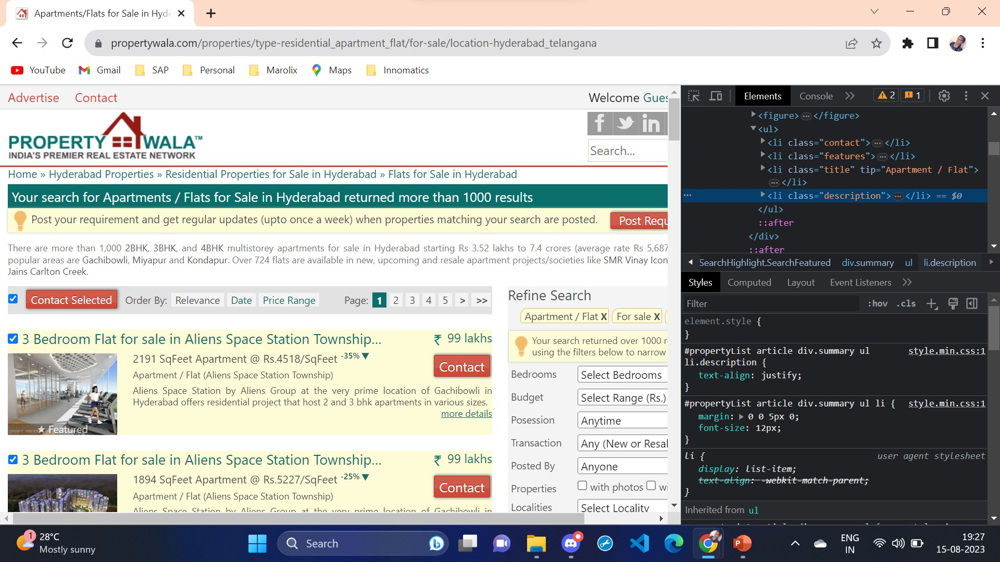 Apartments/Flats for Sale in Hyde
propertywala.com/properties/type-residential_apartment_flat/for-sale/location-hyderabad_telangana
YouTube Gmail SAP Personal Marolix Maps Innomatics
Advertise Contact Welcome Gues
PROPERTY WALA™
INDIA'S PREMIER REAL ESTATE NETWORK
f in
Search...
Home » Hyderabad Properties » Residential Properties for Sale in Hyderabad » Flats for Sale in Hyderabad
Your search for Apartments / Flats for Sale in Hyderabad returned more than 1000 results
Post your requirement and get regular updates (upto once a week) when properties matching your search are posted. Post Requ
There are more than 1,000 2BHK, 3BHK, and 4BHK multistorey apartments for sale in Hyderabad starting Rs 3.52 lakhs to 7.4 crores (average rate Rs 5,687
popular areas are Gachibowli, Miyapur and Kondapur. Over 724 flats are available in new, upcoming and resale apartment projects/societies like SMR Vinay Icon
Jains Carlton Creek.
Contact Selected Order By: Relevance Date Price Range Page: 1 2 3 4 5 > >>
3 Bedroom Flat for sale in Aliens Space Station Township... ₹ 99 lakhs
2191 SqFeet Apartment @ Rs.4518/SqFeet -35% ▼
Contact
Apartment / Flat (Aliens Space Station Township)
Aliens Space Station by Aliens Group at the very prime location of Gachibowli in
Hyderabad offers residential project that host 2 and 3 bhk apartments in various sizes.
more details
★ Featured
3 Bedroom Flat for sale in Aliens Space Station Township... ₹ 99 lakhs
1894 SqFeet Apartment @ Rs.5227/SqFeet -25% ▼
Contact
Apartment / Flat (Aliens Space Station Township)
Aliens Space Station by Aliens Group at the very prime location of Gachibowli in
Refine Search
Apartment / Flat X For sale X
Your search returned over 1000 r
using the filters below to narrow
Bedrooms Select Bedrooms
Budget Select Range (Rs.)
Posession Anytime
Transaction Any (New or Resal
Posted By Anyone
Properties with photos wi
Localities Select Locality
Elements Console 2 1
<figure>…</figure>
<ul>
<li class="contact">…</li>
<li class="features">…</li>
<li class="title" tip="Apartment / Flat">
…</li>
<li class="description">…</li> == $0
</ul>
::after
</div>
::after
SearchHighlight.SearchFeatured div.summary ul li.description
Styles Computed Layout Event Listeners
Filter :hov .cls
element.style {
}
#propertyList article div.summary ul style.min.css:1
li.description {
text-align: justify;
}
#propertyList article div.summary ul li { style.min.css:1
margin: 0 0 5px 0;
font-size: 12px;
}
li { user agent stylesheet
display: list-item;
text-align: -webkit-match-parent;
}
Inherited from ul
1 28°C
Mostly sunny
Search
ENG
IN
19:27
15-08-2023